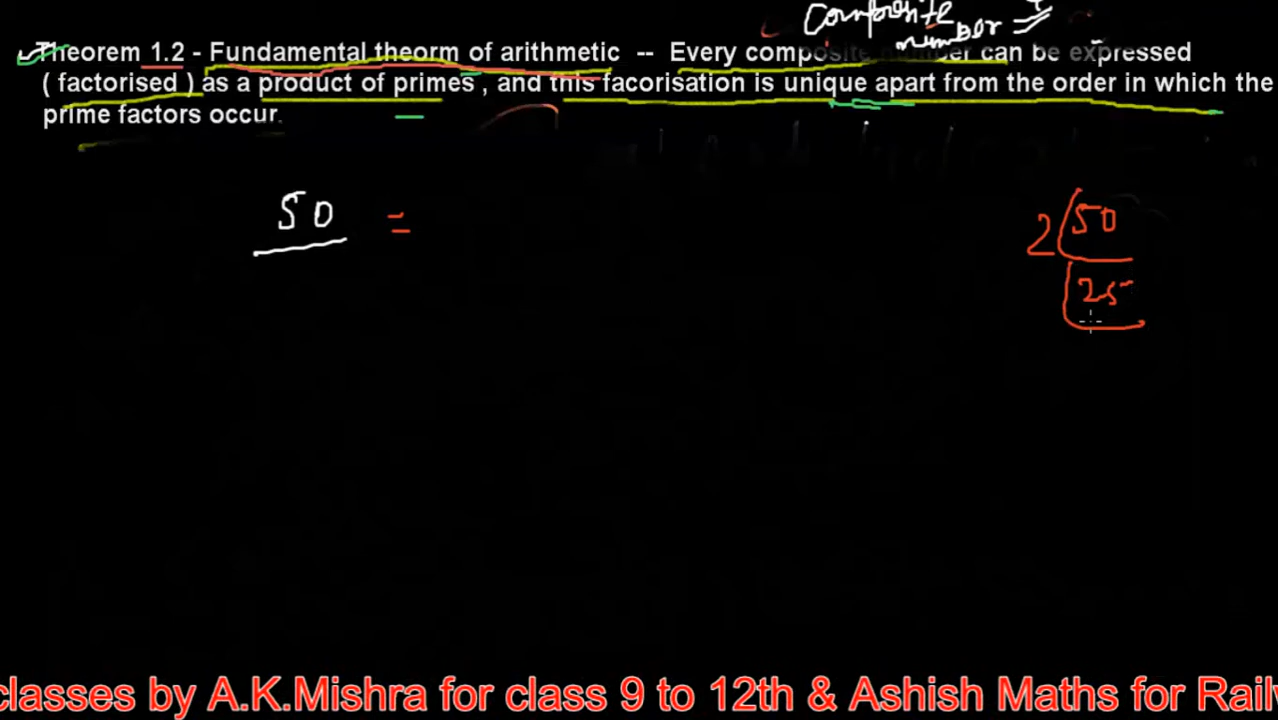 Composite
number
Theorem 1.2 - Fundamental theorm of arithmetic -- Every composite number can be expressed
( factorised ) as a product of primes , and this facorisation is unique apart from the order in which the
prime factors occur.
50 =
2 50
25
classes by A.K.Mishra for class 9 to 12th & Ashish Maths for Railw